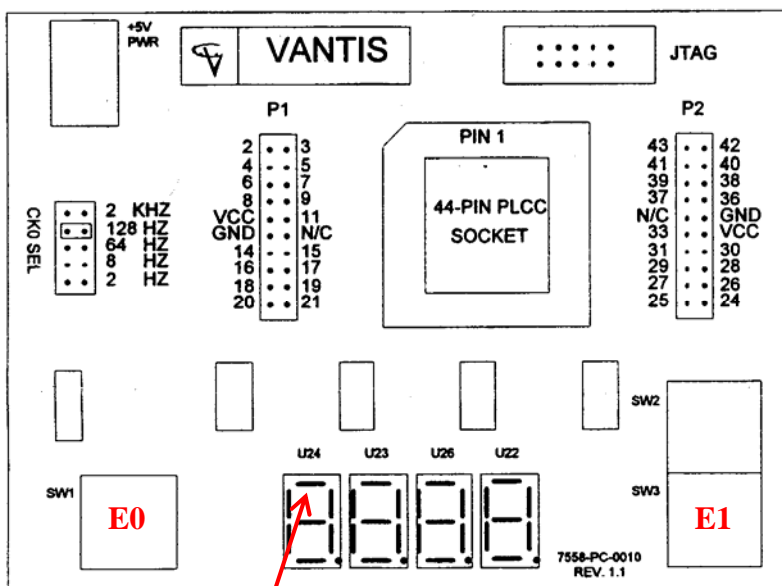 +5V
PWR
VANTIS
JTAG
P1
2 3
4 5
6 7
8 9
VCC 11
GND N/C
14 15
16 17
18 19
20 21
PIN 1
44-PIN PLCC
SOCKET
P2
43 42
41 40
39 38
37 36
N/C GND
33 VCC
31 30
29 28
27 26
25 24
CK0 SEL
2 KHZ
128 HZ
64 HZ
8 HZ
2 HZ
U24 U23 U26 U22
SW1
E0
SW2
SW3
E1
7558-PC-0010
REV. 1.1